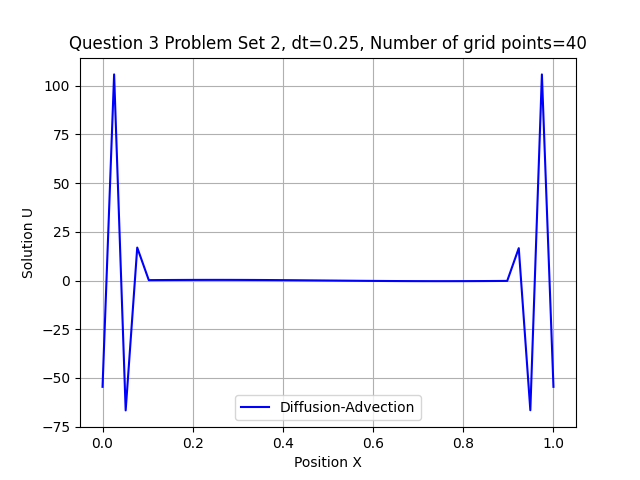 Question 3 Problem Set 2, dt=0.25, Number of grid points=40
Solution U
100
75
50
25
0
−25
−50
−75
Diffusion-Advection
0.0 0.2 0.4 0.6 0.8 1.0
Position X